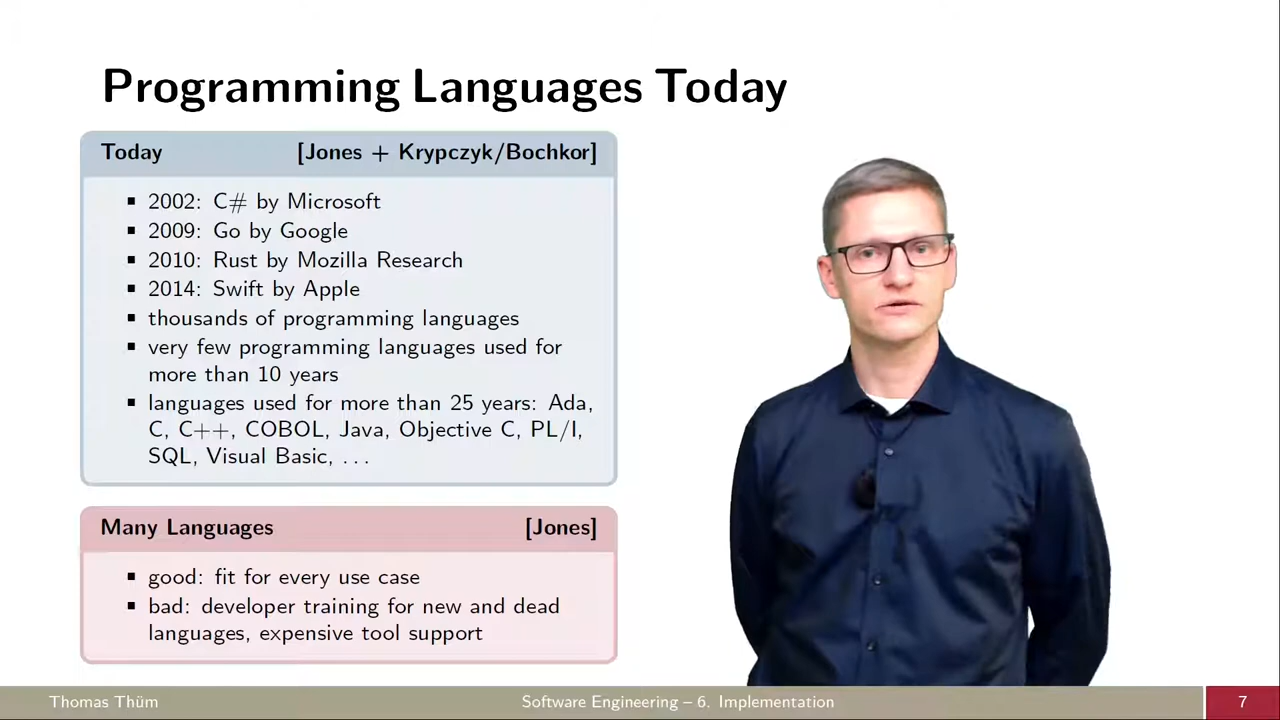 Programming Languages Today
Today [Jones + Krypczyk/Bochkor]
▪ 2002: C# by Microsoft
▪ 2009: Go by Google
▪ 2010: Rust by Mozilla Research
▪ 2014: Swift by Apple
▪ thousands of programming languages
▪ very few programming languages used for
more than 10 years
▪ languages used for more than 25 years: Ada,
C, C++, COBOL, Java, Objective C, PL/I,
SQL, Visual Basic, ...
Many Languages [Jones]
▪ good: fit for every use case
▪ bad: developer training for new and dead
languages, expensive tool support
Thomas Thüm Software Engineering – 6. Implementation 7